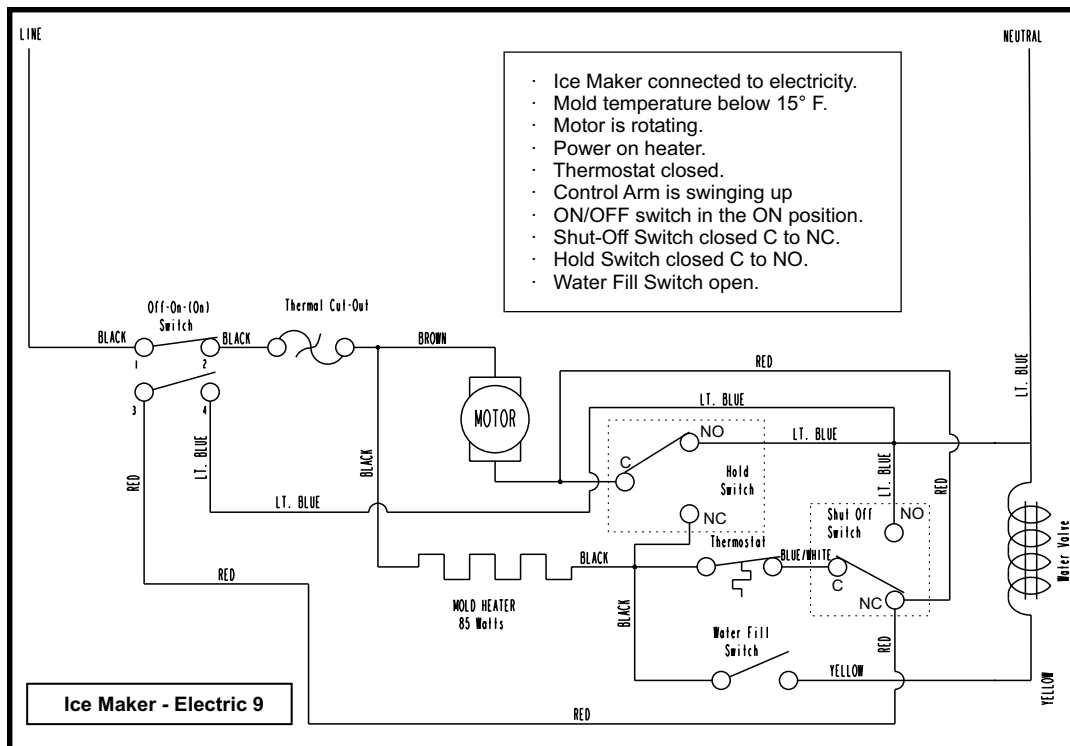 LINE
NEUTRAL
· Ice Maker connected to electricity.
· Mold temperature below 15° F.
· Motor is rotating.
· Power on heater.
· Thermostat closed.
· Control Arm is swinging up
· ON/OFF switch in the ON position.
· Shut-Off Switch closed C to NC.
· Hold Switch closed C to NO.
· Water Fill Switch open.
Off-On-(On)
Switch
Thermal Cut-Out
BLACK
BLACK
BROWN
1
2
3
4
RED
LT. BLUE
LT. BLUE
BLACK
MOTOR
RED
LT. BLUE
NO
LT. BLUE
C
Hold
Switch
NC
LT. BLUE
RED
LT. BLUE
Shut Off
Switch
NO
Thermostat
BLUE/WHITE
C
NC
BLACK
RED
MOLD HEATER
85 Watts
BLACK
Water Fill
Switch
YELLOW
RED
Water Valve
YELLOW
RED
Ice Maker - Electric 9